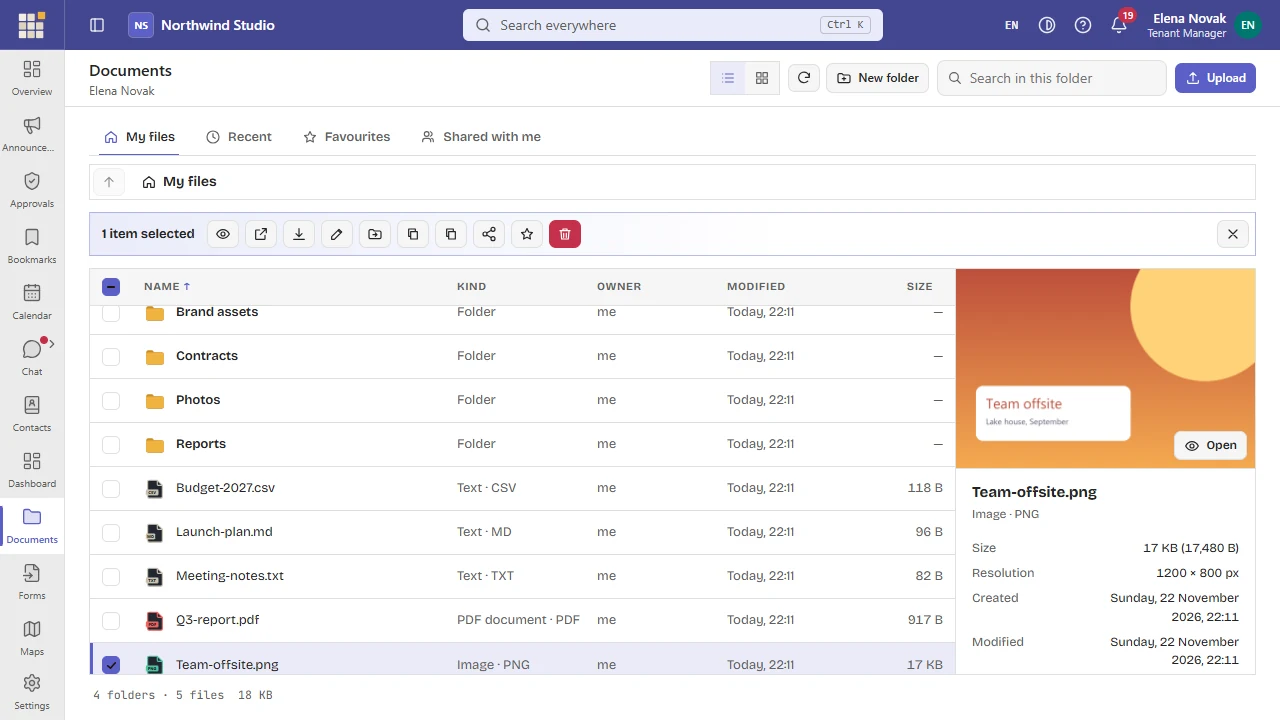 NS
Northwind Studio
Search everywhere
Ctrl K
EN
19
Elena Novak
Tenant Manager
EN
Overview
Announce...
Approvals
Bookmarks
Calendar
Chat
Contacts
Dashboard
Documents
Forms
Maps
Settings
Documents
Elena Novak
New folder
Search in this folder
Upload
My files
Recent
Favourites
Shared with me
My files
1 item selected
NAME ↑ KIND OWNER MODIFIED SIZE
Brand assets Folder me Today, 22:11 —
Contracts Folder me Today, 22:11 —
Photos Folder me Today, 22:11 —
Reports Folder me Today, 22:11 —
Budget-2027.csv Text · CSV me Today, 22:11 118 B
Launch-plan.md Text · MD me Today, 22:11 96 B
Meeting-notes.txt Text · TXT me Today, 22:11 82 B
Q3-report.pdf PDF document · PDF me Today, 22:11 917 B
Team-offsite.png Image · PNG me Today, 22:11 17 KB
4 folders · 5 files 18 KB
Team offsite
Lake house, September
Open
Team-offsite.png
Image · PNG
Size 17 KB (17,480 B)
Resolution 1200 × 800 px
Created Sunday, 22 November
2026, 22:11
Modified Sunday, 22 November
2026, 22:11